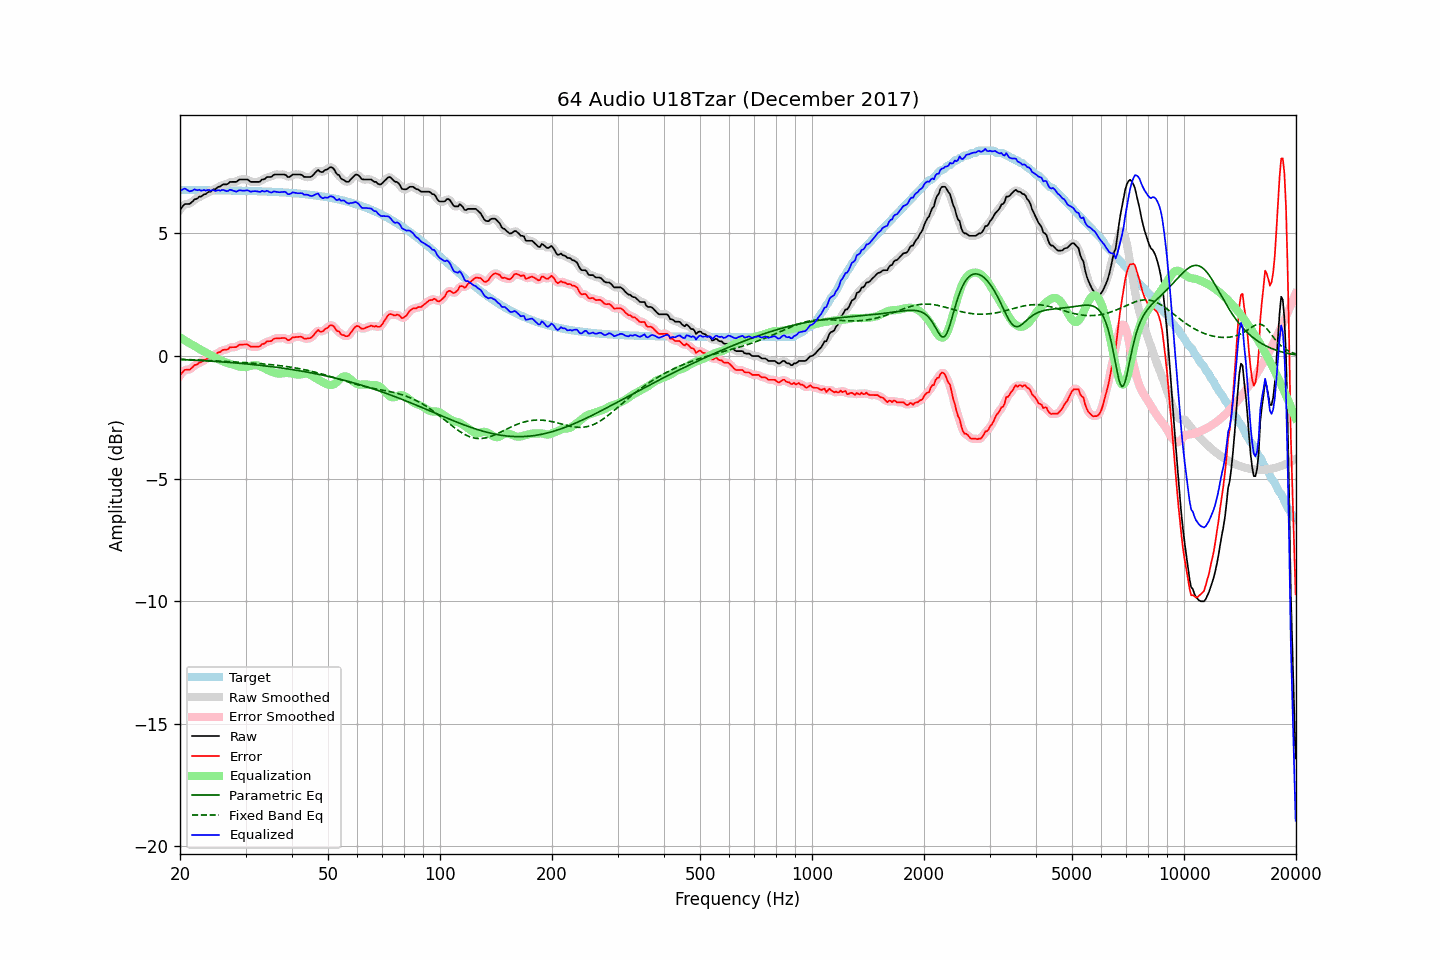 64 Audio U18Tzar (December 2017)
Amplitude (dBr)
5
0
−5
−10
−15
−20
Target
Raw Smoothed
Error Smoothed
Raw
Error
Equalization
Parametric Eq
Fixed Band Eq
Equalized
20 50 100 200 500 1000 2000 5000 10000 20000
Frequency (Hz)